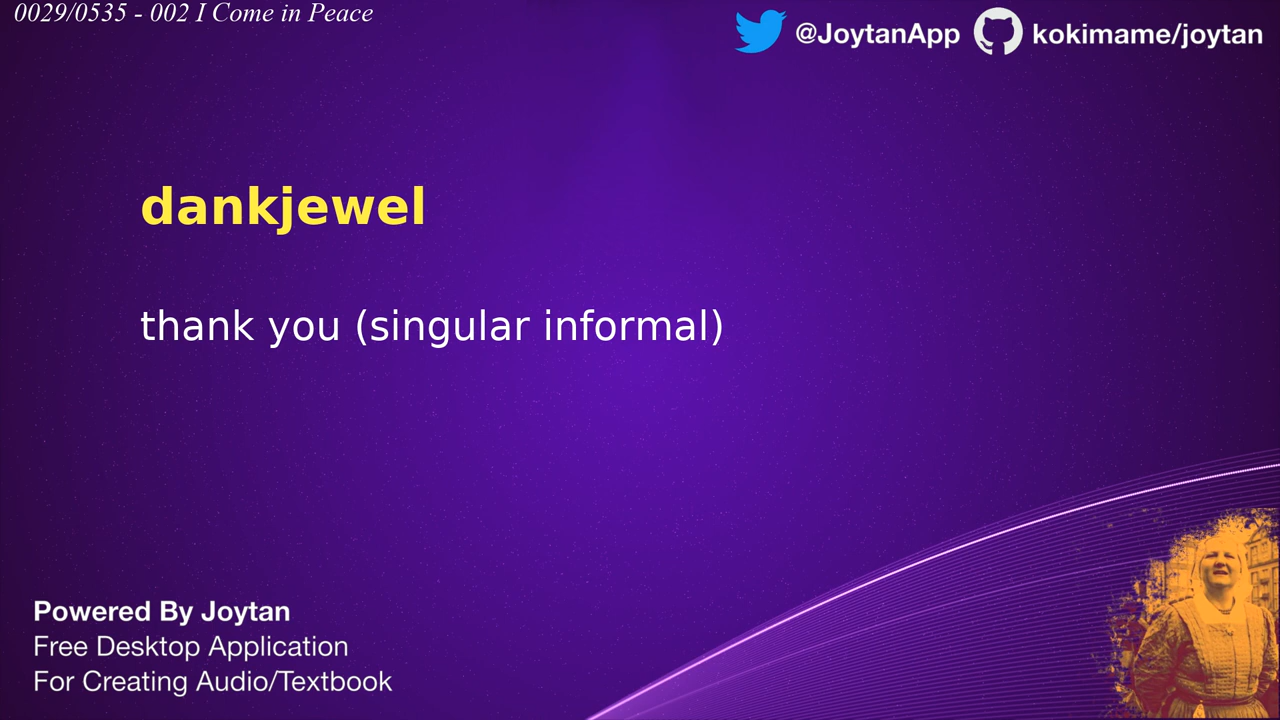 0029/0535 - 002 I Come in Peace
@JoytanApp kokimame/joytan
dankjewel
thank you (singular informal)
Powered By Joytan
Free Desktop Application
For Creating Audio/Textbook